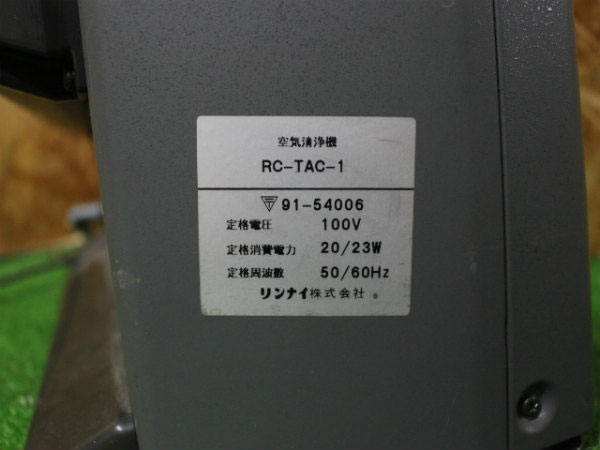 空気清浄機
RC-TAC-1
91-54006
定格電圧 100V
定格消費電力 20/23W
定格周波数 50/60Hz
リンナイ株式会社